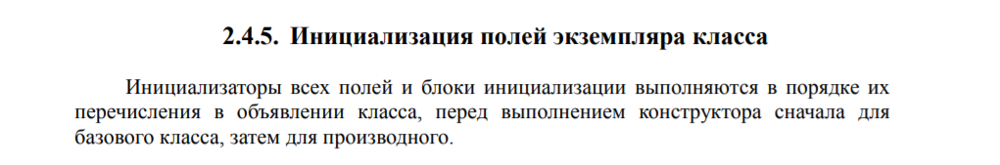 2.4.5. Инициализация полей экземпляра класса
Инициализаторы всех полей и блоки инициализации выполняются в порядке их
перечисления в объявлении класса, перед выполнением конструктора сначала для
базового класса, затем для производного.